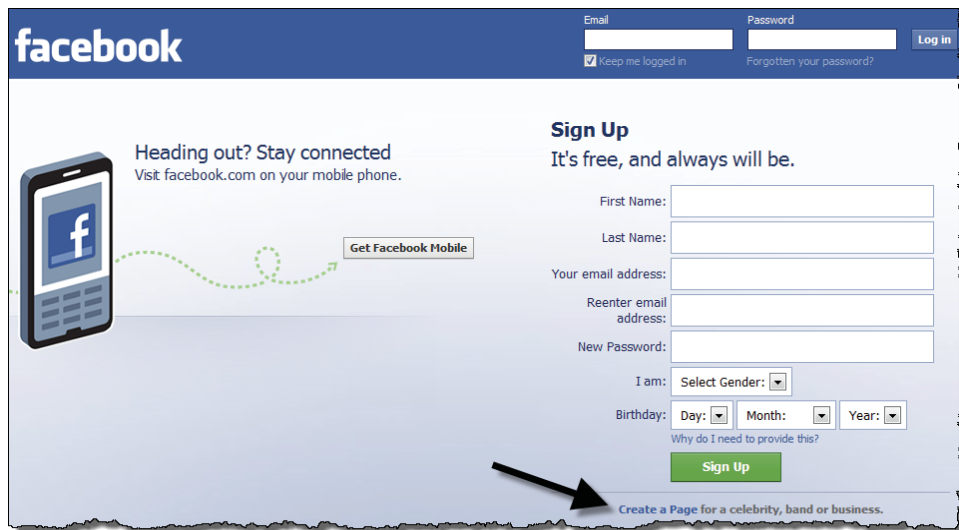 facebook
Email
Password
Log in
Keep me logged in
Forgotten your password?
Heading out? Stay connected
Visit facebook.com on your mobile phone.
f
Get Facebook Mobile
Sign Up
It's free, and always will be.
First Name:
Last Name:
Your email address:
Reenter email
address:
New Password:
I am:
Select Gender:
Birthday:
Day:
Month:
Year:
Why do I need to provide this?
Sign Up
Create a Page for a celebrity, band or business.